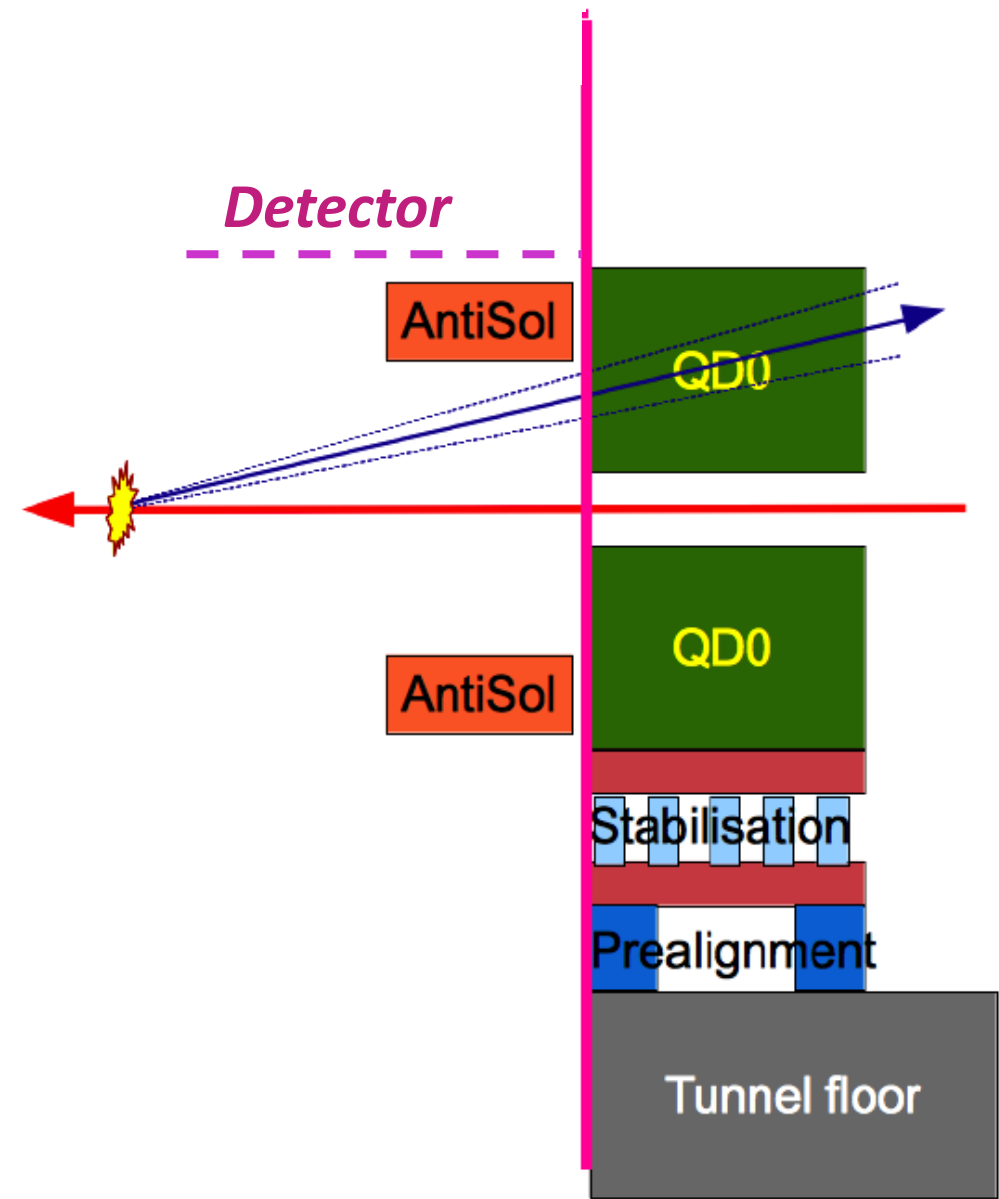 Detector
AntiSol
QD0
QD0
AntiSol
Stabilisation
Prealignment
Tunnel floor